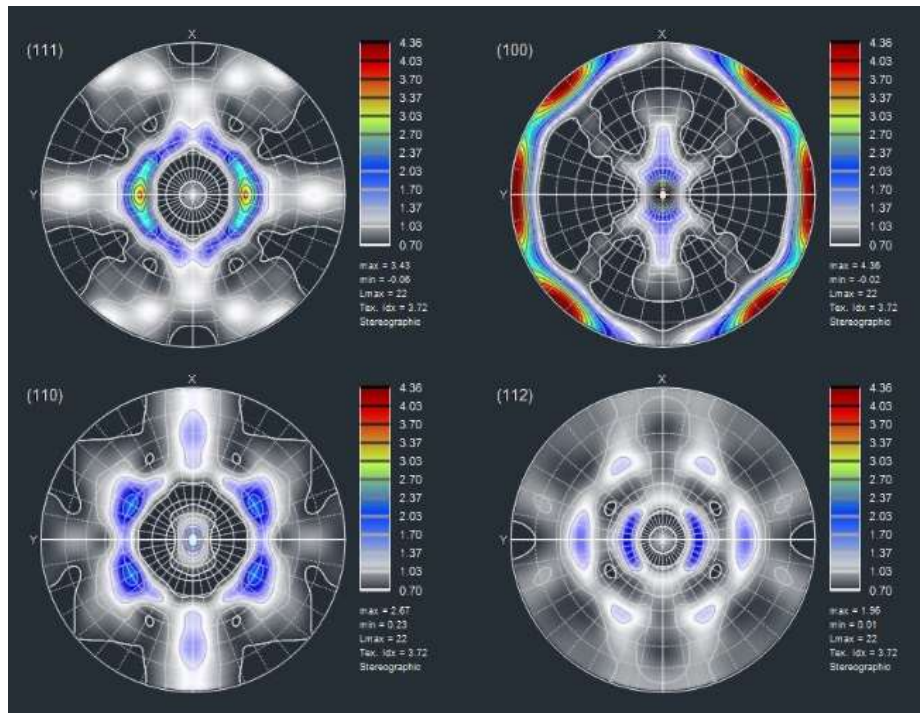 (111)
X
Y
4.36
4.03
3.70
3.37
3.03
2.70
2.37
2.03
1.70
1.37
1.03
0.70
max = 3.43
min = -0.06
Lmax = 22
Tex. Idx = 3.72
Stereographic
(100)
X
Y
4.36
4.03
3.70
3.37
3.03
2.70
2.37
2.03
1.70
1.37
1.03
0.70
max = 4.36
min = -0.02
Lmax = 22
Tex. Idx = 3.72
Stereographic
(110)
X
Y
4.36
4.03
3.70
3.37
3.03
2.70
2.37
2.03
1.70
1.37
1.03
0.70
max = 2.67
min = 0.23
Lmax = 22
Tex. Idx = 3.72
Stereographic
(112)
X
Y
4.36
4.03
3.70
3.37
3.03
2.70
2.37
2.03
1.70
1.37
1.03
0.70
max = 1.96
min = 0.01
Lmax = 22
Tex. Idx = 3.72
Stereographic